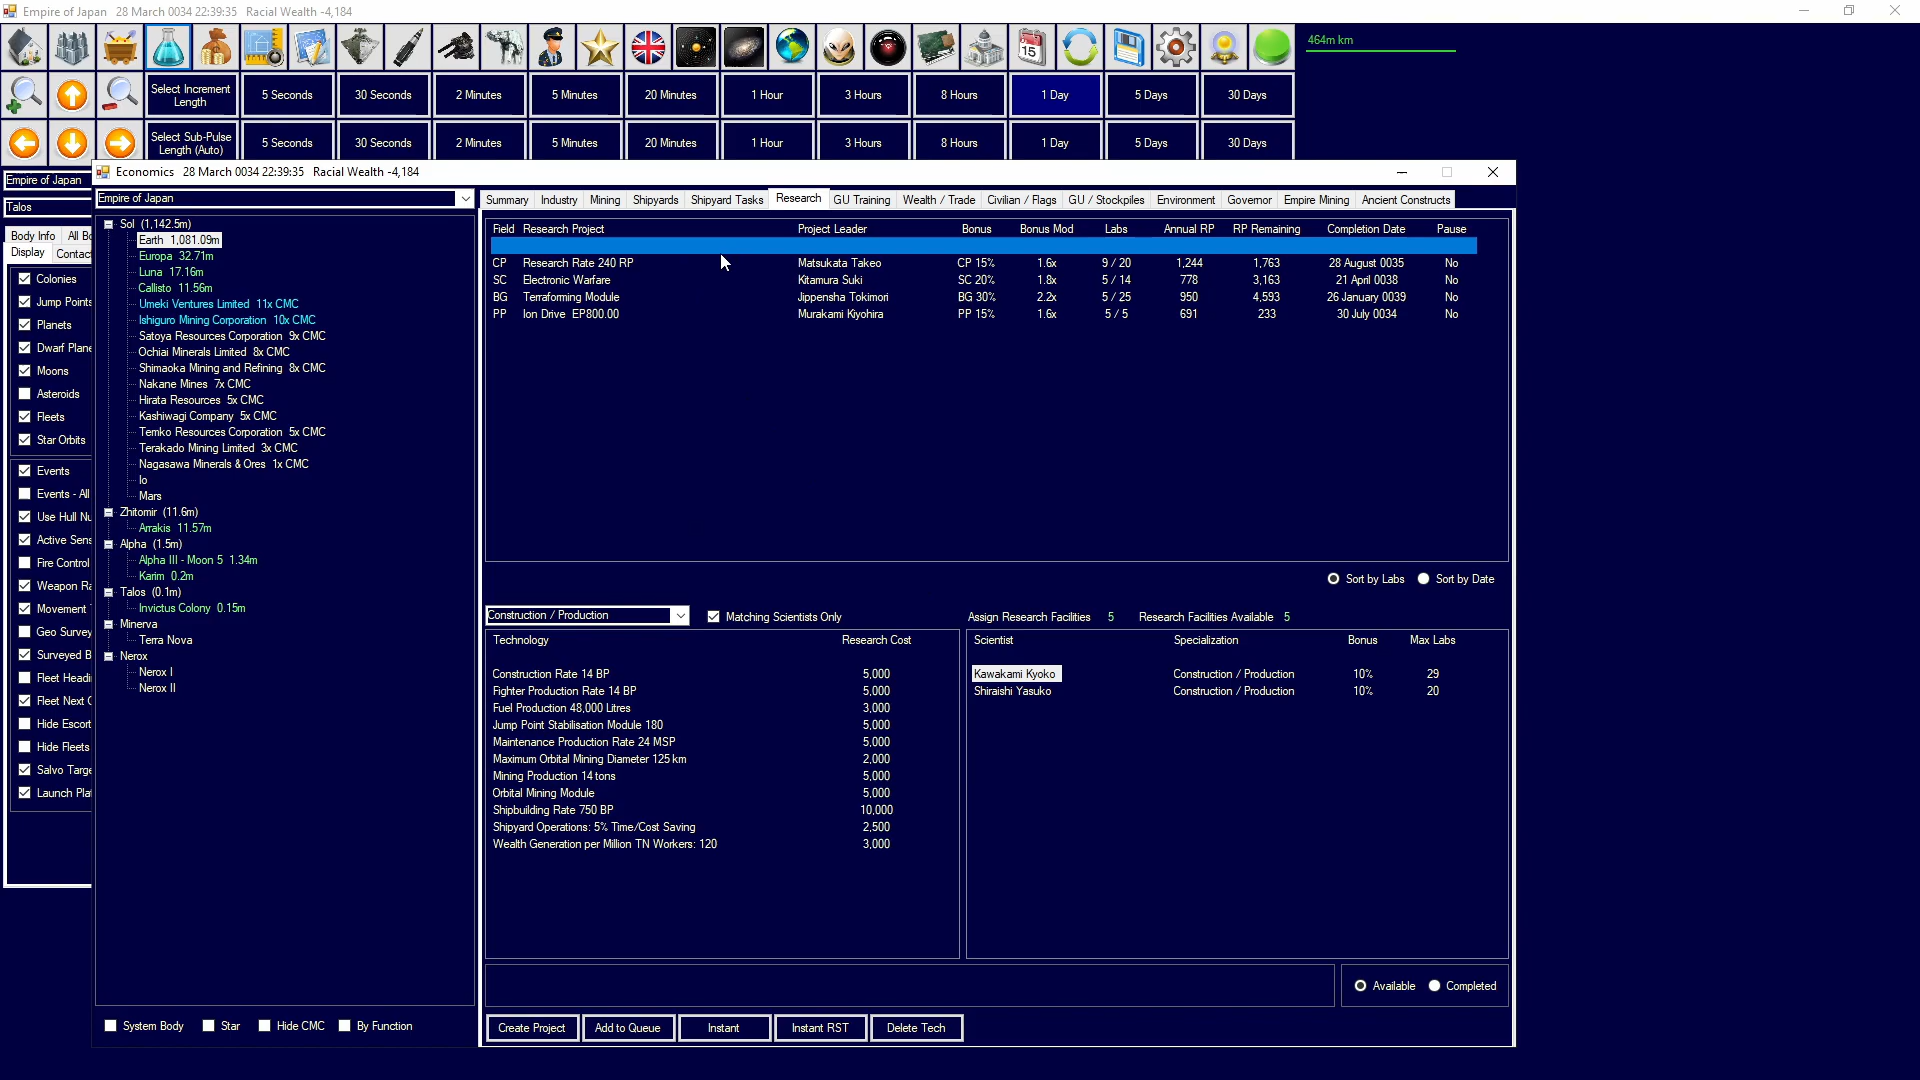 Empire of Japan   28 March 0034 22:39:35   Racial Wealth -4,184
464m km
Select Increment Length
5 Seconds
30 Seconds
2 Minutes
5 Minutes
20 Minutes
1 Hour
3 Hours
8 Hours
1 Day
5 Days
30 Days
Select Sub-Pulse Length (Auto)
5 Seconds
30 Seconds
2 Minutes
5 Minutes
20 Minutes
1 Hour
3 Hours
8 Hours
1 Day
5 Days
30 Days
Empire of Japan
Talos
Body Info   All Bo
Display   Contac
Colonies
Jump Points
Planets
Dwarf Plane
Moons
Asteroids
Fleets
Star Orbits
Events
Events - All
Use Hull Nu
Active Sens
Fire Control
Weapon Ra
Movement
Geo Survey
Surveyed B
Fleet Headi
Fleet Next
Hide Escort
Hide Fleets
Salvo Targe
Launch Pla
Economics   28 March 0034 22:39:35   Racial Wealth -4,184
Empire of Japan
Sol (1,142.5m)
Earth 1,081.09m
Europa 32.71m
Luna 17.16m
Callisto 11.56m
Umeki Ventures Limited 11x CMC
Ishiguro Mining Corporation 10x CMC
Satoya Resources Corporation 9x CMC
Ochiai Minerals Limited 8x CMC
Shimaoka Mining and Refining 8x CMC
Nakane Mines 7x CMC
Hirata Resources 5x CMC
Kashiwagi Company 5x CMC
Temko Resources Corporation 5x CMC
Terakado Mining Limited 3x CMC
Nagasawa Minerals & Ores 1x CMC
Io
Mars
Zhitomir (11.6m)
Arrakis 11.57m
Alpha (1.5m)
Alpha III - Moon 5 1.34m
Karim 0.2m
Talos (0.1m)
Invictus Colony 0.15m
Minerva
Terra Nova
Nerox
Nerox I
Nerox II
System Body   Star   Hide CMC   By Function
Summary   Industry   Mining   Shipyards   Shipyard Tasks   Research   GU Training   Wealth / Trade   Civilian / Flags   GU / Stockpiles   Environment   Governor   Empire Mining   Ancient Constructs
Field   Research Project   Project Leader   Bonus   Bonus Mod   Labs   Annual RP   RP Remaining   Completion Date   Pause
CP   Research Rate 240 RP   Matsukata Takeo   CP 15%   1.6x   9 / 20   1,244   1,763   28 August 0035   No
SC   Electronic Warfare   Kitamura Suki   SC 20%   1.8x   5 / 14   778   3,163   21 April 0038   No
BG   Terraforming Module   Jippensha Tokimori   BG 30%   2.2x   5 / 25   950   4,593   26 January 0039   No
PP   Ion Drive EP800.00   Murakami Kiyohira   PP 15%   1.6x   5 / 5   691   233   30 July 0034   No
Sort by Labs   Sort by Date
Construction / Production   Matching Scientists Only   Assign Research Facilities   5   Research Facilities Available   5
Technology   Research Cost
Construction Rate 14 BP   5,000
Fighter Production Rate 14 BP   5,000
Fuel Production 48,000 Litres   3,000
Jump Point Stabilisation Module 180   5,000
Maintenance Production Rate 24 MSP   5,000
Maximum Orbital Mining Diameter 125 km   2,000
Mining Production 14 tons   5,000
Orbital Mining Module   5,000
Shipbuilding Rate 750 BP   10,000
Shipyard Operations: 5% Time/Cost Saving   2,500
Wealth Generation per Million TN Workers: 120   3,000
Scientist   Specialization   Bonus   Max Labs
Kawakami Kyoko   Construction / Production   10%   29
Shiraishi Yasuko   Construction / Production   10%   20
Available   Completed
Create Project   Add to Queue   Instant   Instant RST   Delete Tech